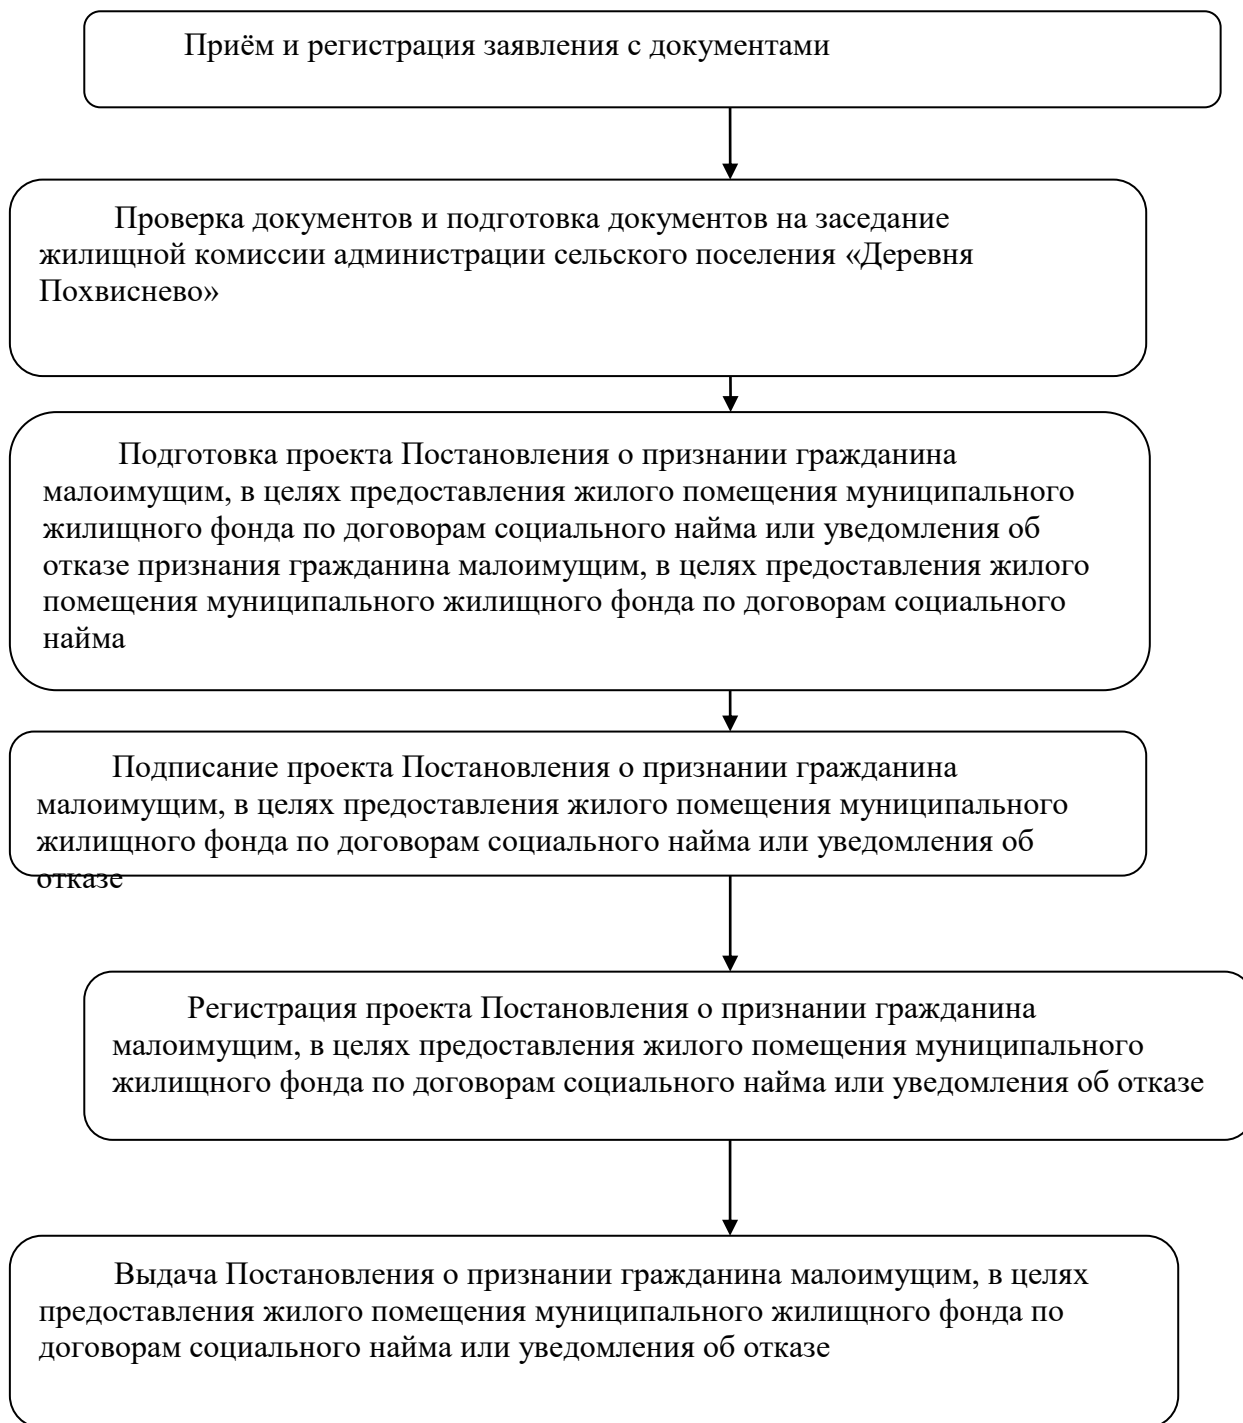 Приём и регистрация заявления с документами
Проверка документов и подготовка документов на заседание
жилищной комиссии администрации сельского поселения «Деревня
Похвиснево»
Подготовка проекта Постановления о признании гражданина
малоимущим, в целях предоставления жилого помещения муниципального
жилищного фонда по договорам социального найма или уведомления об
отказе признания гражданина малоимущим, в целях предоставления жилого
помещения муниципального жилищного фонда по договорам социального
найма
Подписание проекта Постановления о признании гражданина
малоимущим, в целях предоставления жилого помещения муниципального
жилищного фонда по договорам социального найма или уведомления об
отказе
Регистрация проекта Постановления о признании гражданина
малоимущим, в целях предоставления жилого помещения муниципального
жилищного фонда по договорам социального найма или уведомления об отказе
Выдача Постановления о признании гражданина малоимущим, в целях
предоставления жилого помещения муниципального жилищного фонда по
договорам социального найма или уведомления об отказе